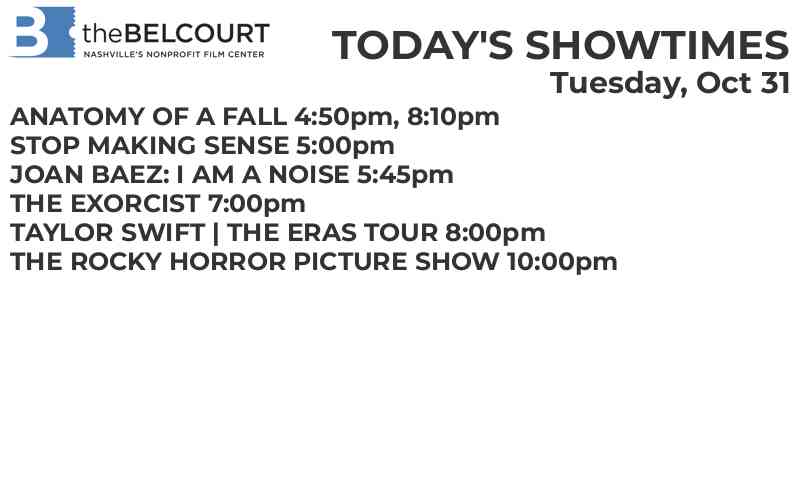 B theBELCOURT
NASHVILLE'S NONPROFIT FILM CENTER
TODAY'S SHOWTIMES
Tuesday, Oct 31
ANATOMY OF A FALL 4:50pm, 8:10pm
STOP MAKING SENSE 5:00pm
JOAN BAEZ: I AM A NOISE 5:45pm
THE EXORCIST 7:00pm
TAYLOR SWIFT | THE ERAS TOUR 8:00pm
THE ROCKY HORROR PICTURE SHOW 10:00pm